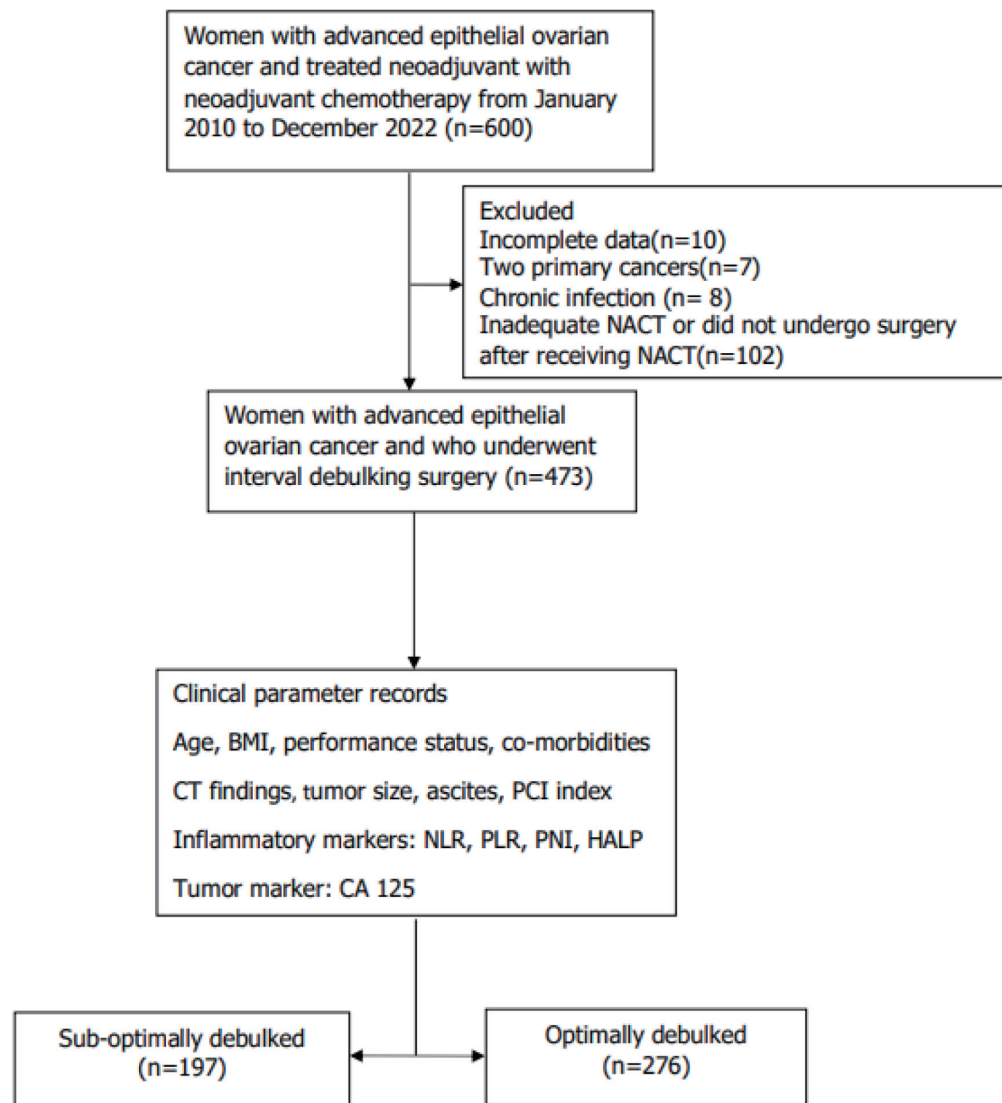 Women with advanced epithelial ovarian
cancer and treated neoadjuvant with
neoadjuvant chemotherapy from January
2010 to December 2022 (n=600)
Excluded
Incomplete data(n=10)
Two primary cancers(n=7)
Chronic infection (n= 8)
Inadequate NACT or did not undergo surgery
after receiving NACT(n=102)
Women with advanced epithelial
ovarian cancer and who underwent
interval debulking surgery (n=473)
Clinical parameter records
Age, BMI, performance status, co-morbidities
CT findings, tumor size, ascites, PCI index
Inflammatory markers: NLR, PLR, PNI, HALP
Tumor marker: CA 125
Sub-optimally debulked
(n=197)
Optimally debulked
(n=276)